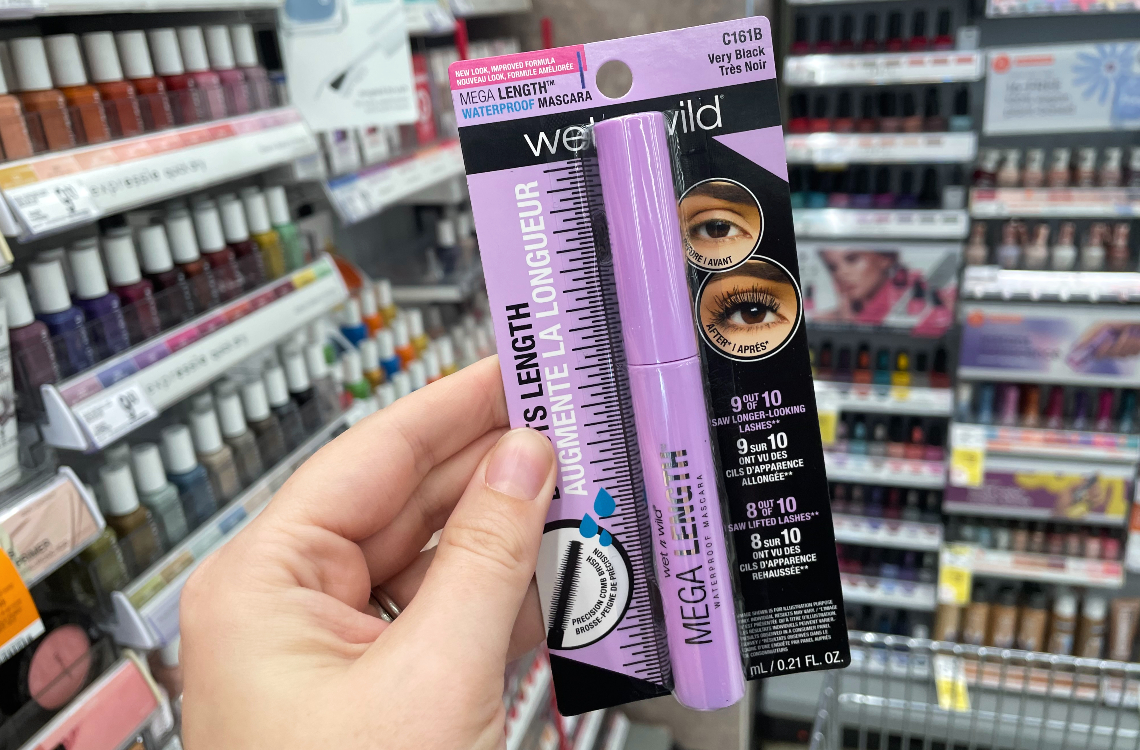 C161B
Very Black
Très Noir
NEW LOOK, IMPROVED FORMULA
NOUVEAU LOOK, FORMULE AMÉLIORÉE
MEGA LENGTH™
WATERPROOF MASCARA
wet wild®
LENGTH
AUGMENTE LA LONGUEUR
/ AVANT
AFTER* / APRÈS*
9 OUT OF 10
SAW LONGER-LOOKING
LASHES**
9 SUR 10
ONT VU DES
CILS D'APPARENCE
ALLONGÉE**
8 OUT OF 10
SAW LIFTED LASHES**
8 SUR 10
ONT VU DES
CILS D'APPARENCE
REHAUSSÉE**
PRECISION COMB BRUSH
BROSSE-PEIGNE DE PRÉCISION
wet n wild®
MEGA LENGTH
WATERPROOF MASCARA
mL / 0.21 FL. OZ.
expressie
expressie